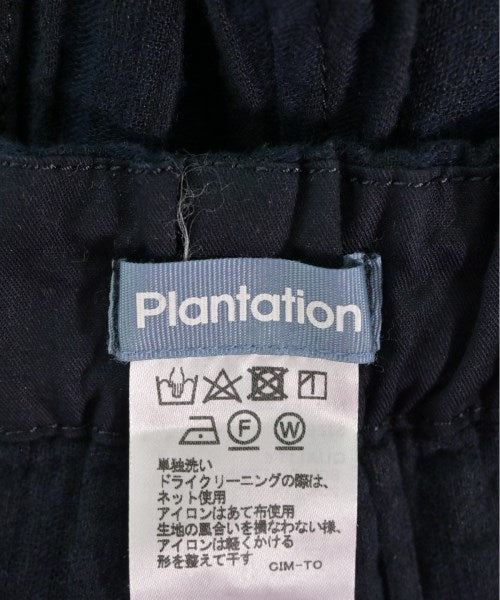 Plantation
F W
単独洗い
ドライクリーニングの際は、
ネット使用
アイロンはあて布使用
生地の風合いを損なわない様、
アイロンは軽くかける
形を整えて干す CIM-TO